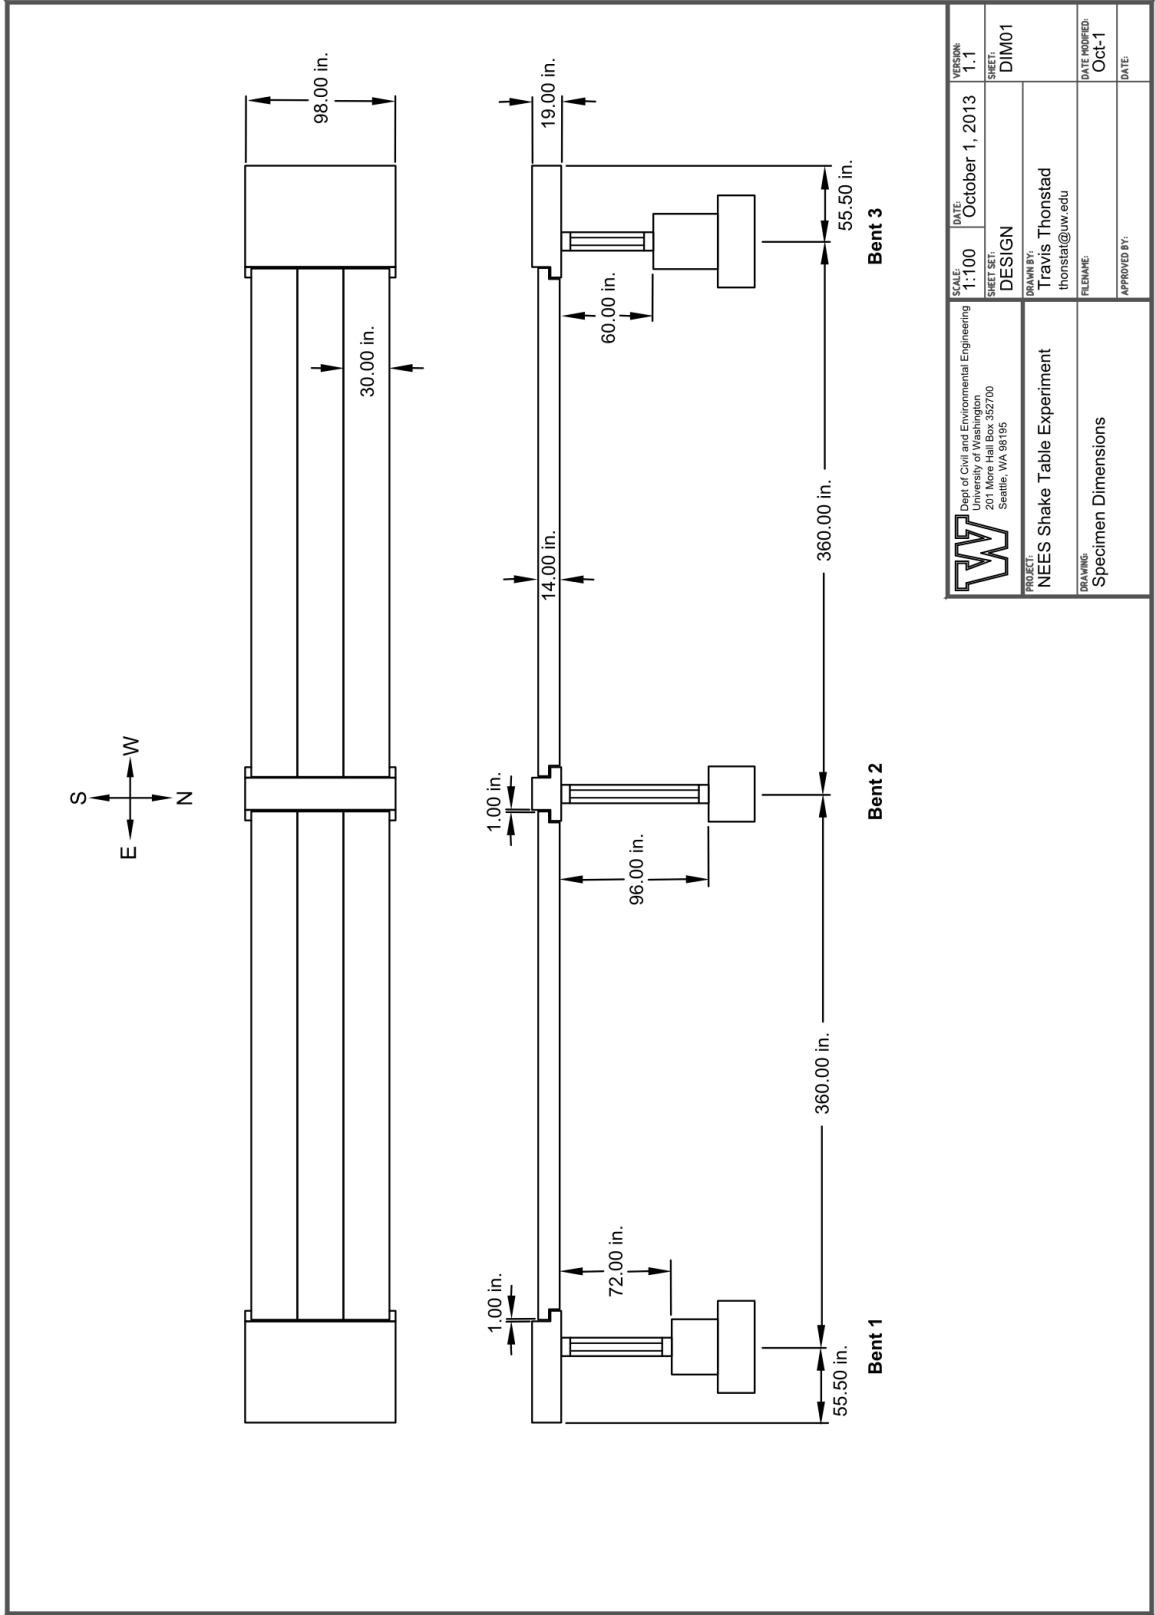 S
E
W
N
98.00 in.
30.00 in.
19.00 in.
1.00 in.
1.00 in.
14.00 in.
72.00 in.
96.00 in.
60.00 in.
55.50 in.
360.00 in.
360.00 in.
55.50 in.
Bent 1
Bent 2
Bent 3
W
Dept of Civil and Environmental Engineering
University of Washington
201 More Hall Box 352700
Seattle, WA 98195
PROJECT:
NEES Shake Table Experiment
DRAWING:
Specimen Dimensions
SCALE:
1:100
DATE:
October 1, 2013
VERSION:
1.1
SHEET SET:
DESIGN
SHEET:
DIM01
DRAWN BY:
Travis Thonstad
thonstat@uw.edu
FILENAME:
DATE MODIFIED:
Oct-1
APPROVED BY:
DATE: